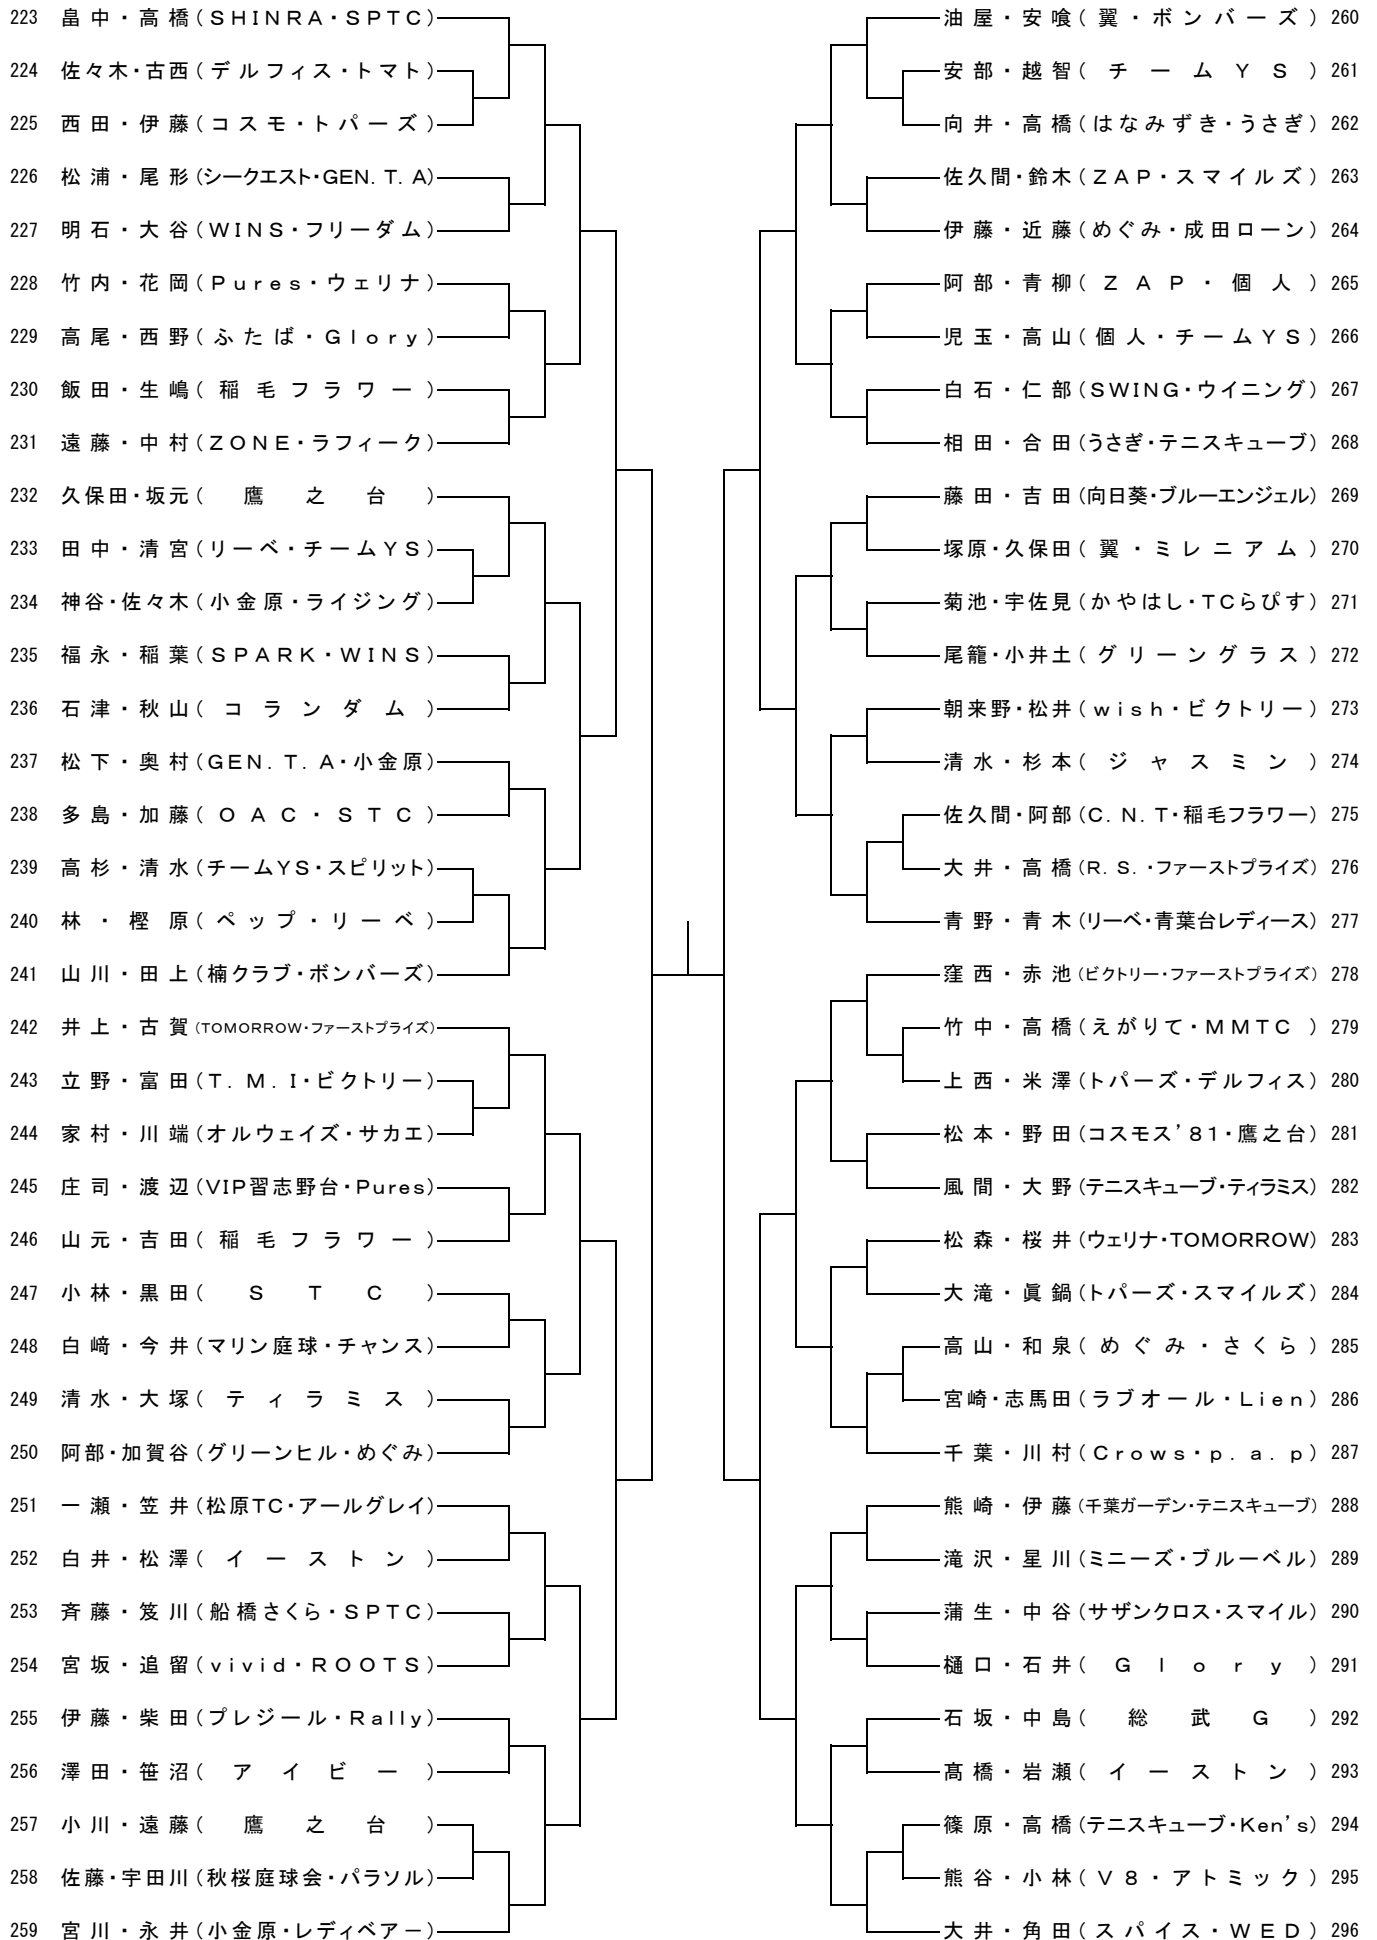 223 畠中・高橋(SHINRA・SPTC)
224 佐々木・古西(デルフィス・トマト)
225 西田・伊藤(コスモ・トパーズ)
226 松浦・尾形(シークエスト・GEN.T.A)
227 明石・大谷(WINS・フリーダム)
228 竹内・花岡(Pures・ウェリナ)
229 高尾・西野(ふたば・Glory)
230 飯田・生嶋(稲毛フラワー)
231 遠藤・中村(ZONE・ラフィーク)
232 久保田・坂元(鷹之台)
233 田中・清宮(リーベ・チームYS)
234 神谷・佐々木(小金原・ライジング)
235 福永・稲葉(SPARK・WINS)
236 石津・秋山(コランダム)
237 松下・奥村(GEN.T.A・小金原)
238 多島・加藤(OAC・STC)
239 高杉・清水(チームYS・スピリット)
240 林・樫原(ペップ・リーベ)
241 山川・田上(楠クラブ・ボンバーズ)
242 井上・古賀(TOMORROW・ファーストプライズ)
243 立野・富田(T.M.I・ビクトリー)
244 家村・川端(オルウェイズ・サカエ)
245 庄司・渡辺(VIP習志野台・Pures)
246 山元・吉田(稲毛フラワー)
247 小林・黒田(STC)
248 白﨑・今井(マリン庭球・チャンス)
249 清水・大塚(ティラミス)
250 阿部・加賀谷(グリーンヒル・めぐみ)
251 一瀬・笠井(松原TC・アールグレイ)
252 白井・松澤(イーストン)
253 斉藤・笈川(船橋さくら・SPTC)
254 宮坂・追留(vivid・ROOTS)
255 伊藤・柴田(プレジール・Rally)
256 澤田・笹沼(アイビー)
257 小川・遠藤(鷹之台)
258 佐藤・宇田川(秋桜庭球会・パラソル)
259 宮川・永井(小金原・レディベアー)
油屋・安喰(翼・ボンバーズ) 260
安部・越智(チームYS) 261
向井・高橋(はなみずき・うさぎ) 262
佐久間・鈴木(ZAP・スマイルズ) 263
伊藤・近藤(めぐみ・成田ローン) 264
阿部・青柳(ZAP・個人) 265
児玉・高山(個人・チームYS) 266
白石・仁部(SWING・ウイニング) 267
相田・合田(うさぎ・テニスキューブ) 268
藤田・吉田(向日葵・ブルーエンジェル) 269
塚原・久保田(翼・ミレニアム) 270
菊池・宇佐見(かやはし・TCらぴす) 271
尾籠・小井土(グリーングラス) 272
朝来野・松井(wish・ビクトリー) 273
清水・杉本(ジャスミン) 274
佐久間・阿部(C.N.T・稲毛フラワー) 275
大井・高橋(R.S.・ファーストプライズ) 276
青野・青木(リーベ・青葉台レディース) 277
窪西・赤池(ビクトリー・ファーストプライズ) 278
竹中・高橋(えがりて・MMTC) 279
上西・米澤(トパーズ・デルフィス) 280
松本・野田(コスモス’81・鷹之台) 281
風間・大野(テニスキューブ・ティラミス) 282
松森・桜井(ウェリナ・TOMORROW) 283
大滝・眞鍋(トパーズ・スマイルズ) 284
高山・和泉(めぐみ・さくら) 285
宮崎・志馬田(ラブオール・Lien) 286
千葉・川村(Crows・p.a.p) 287
熊崎・伊藤(千葉ガーデン・テニスキューブ) 288
滝沢・星川(ミニーズ・ブルーベル) 289
蒲生・中谷(サザンクロス・スマイル) 290
樋口・石井(Glory) 291
石坂・中島(総武G) 292
髙橋・岩瀬(イーストン) 293
篠原・高橋(テニスキューブ・Ken’s) 294
熊谷・小林(V8・アトミック) 295
大井・角田(スパイス・WED) 296